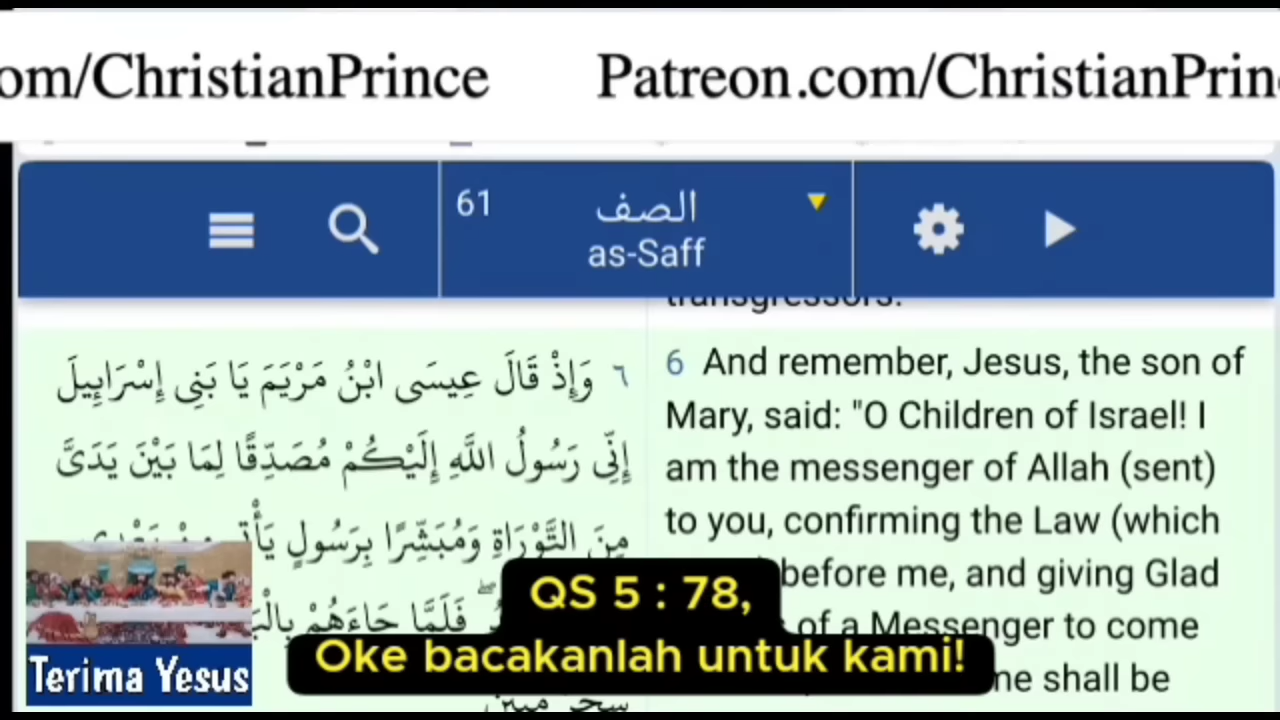 om/ChristianPrince Patreon.com/ChristianPrin
61
الصف
as-Saff
transgressors.
٦ وَإِذْ قَالَ عِيسَى ابْنُ مَرْيَمَ يَا بَنِى إِسْرَايِيلَ
إِنِّى رَسُولُ اللَّهِ إِلَيْكُمْ مُصَدِّقًا لِمَا بَيْنَ يَدَىَّ
مِنَ التَّوْرَاةِ وَمُبَشِّرًا بِرَسُولٍ
فَلَمَّا جَاءَهُمْ
6 And remember, Jesus, the son of
Mary, said: "O Children of Israel! I
am the messenger of Allah (sent)
to you, confirming the Law (which
before me, and giving Glad
of a Messenger to come
shall be
QS 5 : 78,
Oke bacakanlah untuk kami!
Terima Yesus